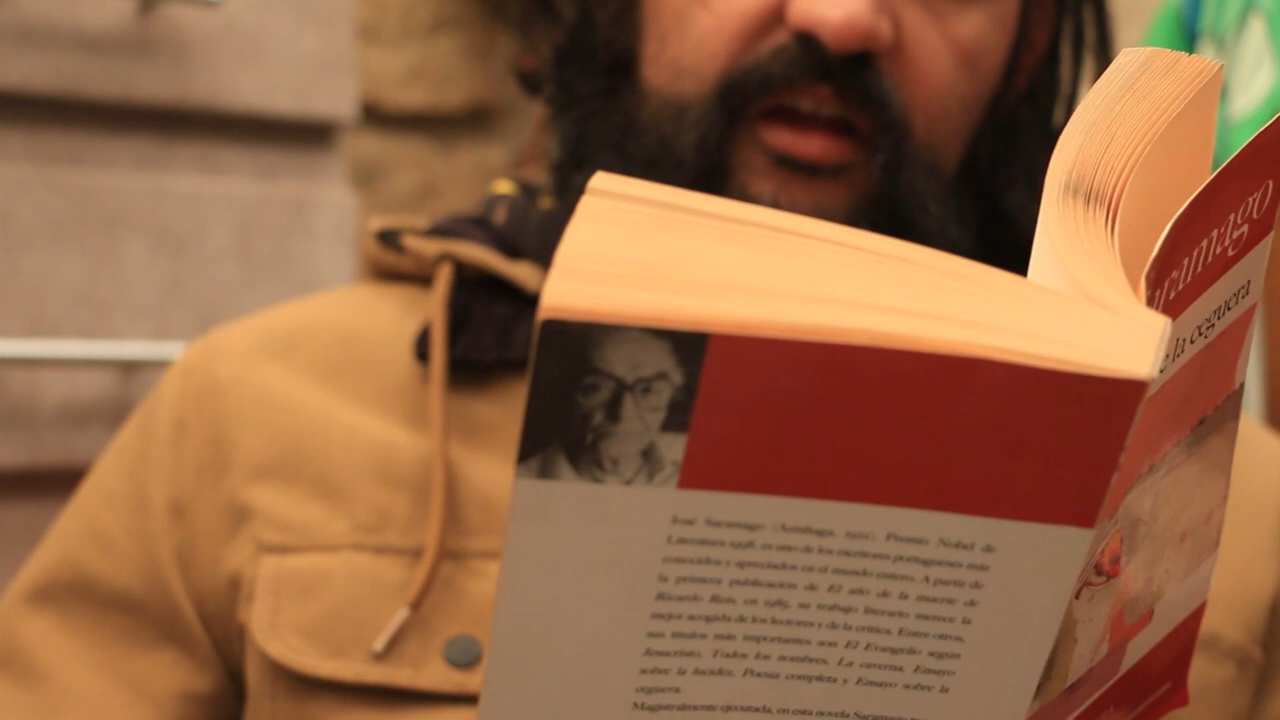 José Saramago (Azinhaga, 1922), Premio Nobel de
Literatura 1998, es uno de los escritores portugueses más
conocidos y apreciados en el mundo entero. A partir de
la primera publicación de El año de la muerte de
Ricardo Reis, en 1985, su trabajo literario merece la
mejor acogida de los lectores y de la crítica. Entre otros,
sus títulos más importantes son El Evangelio según
Jesucristo, Todos los nombres, La caverna, Ensayo
sobre la lucidez, Poesía completa y Ensayo sobre la
ceguera.
Magistralmente ejecutada, en esta novela Saramago
aramago
e la ceguera